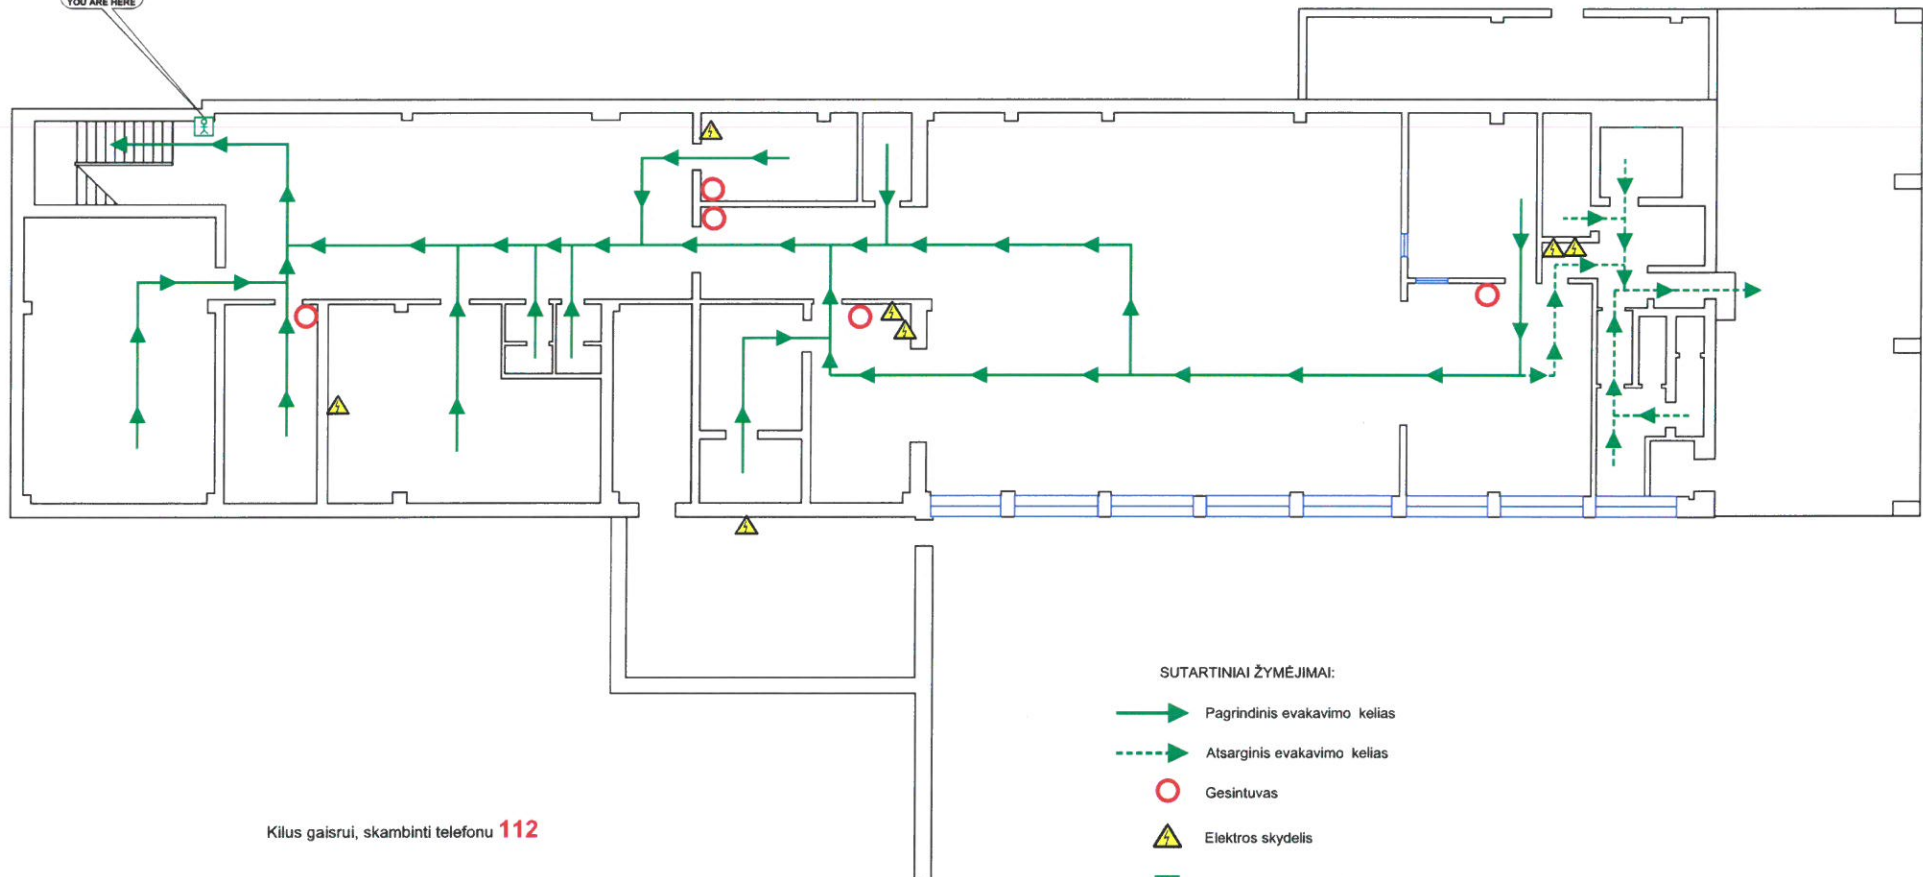 YOU ARE HERE
SUTARTINIAI ŽYMĖJIMAI:
Pagrindinis evakavimo kelias
Atsarginis evakavimo kelias
Gesintuvas
Elektros skydelis
Kilus gaisrui, skambinti telefonu 112